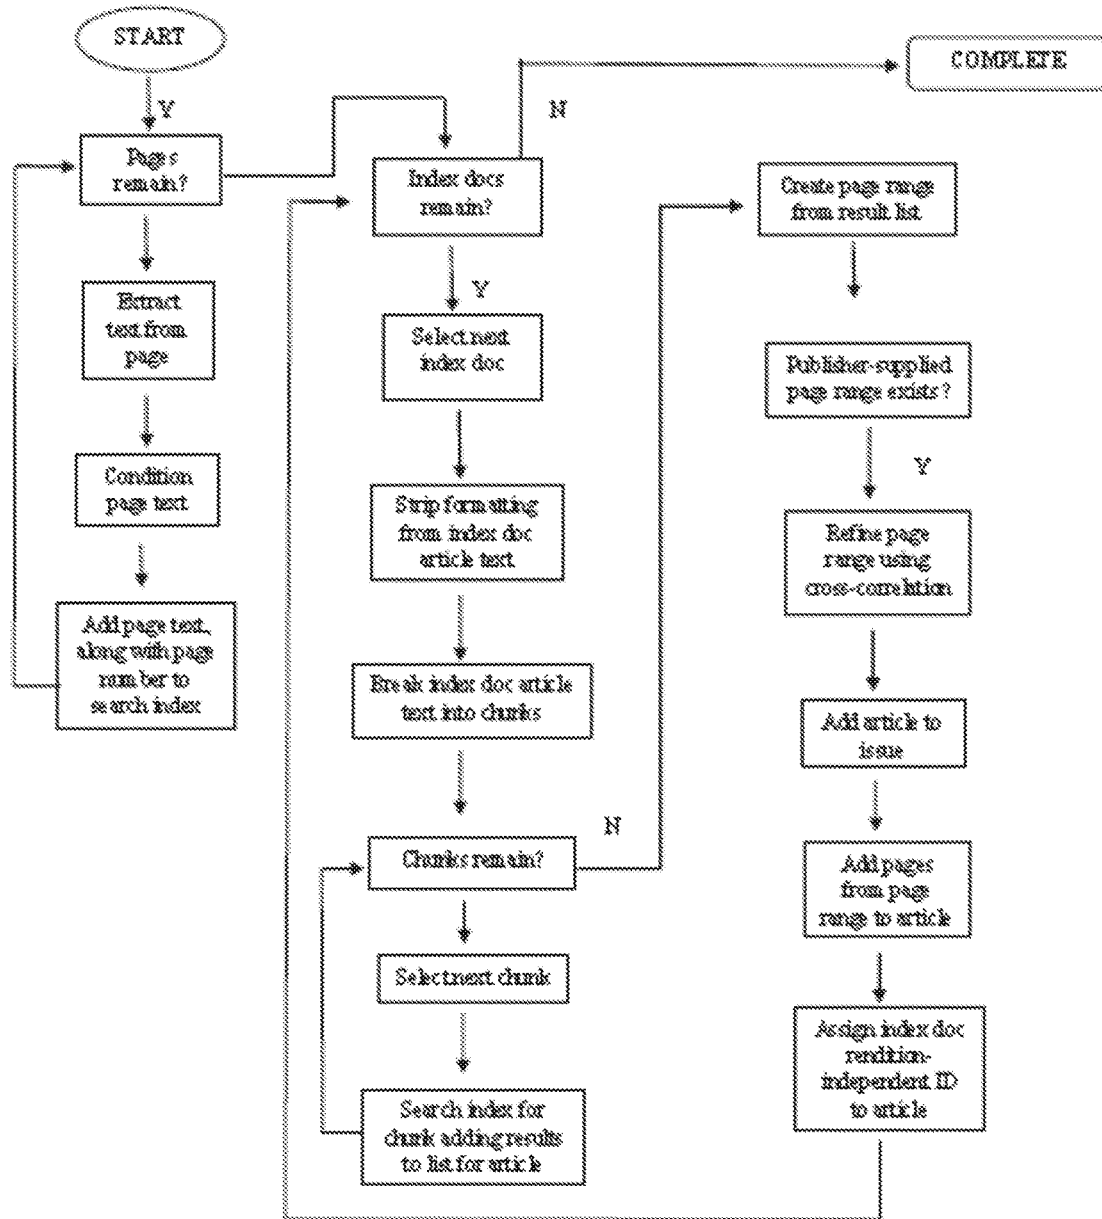 START
Y
Pages
remain?
Extract
text from
page
Condition
page text
Add page text,
along with page
number to
search index
Index docs
remain?
N
COMPLETE
Y
Select next
index doc
Strip formatting
from index doc
article text
Break index doc article
text into chunks
Chunks remain?
N
Select next chunk
Search index for
chunk adding results
to list for article
Create page range
from result list
Publisher-supplied
page range exists?
Y
Refine page
range using
cross-correlation
Add article to
issue
Add pages
from page
range to article
Assign index doc
rendition-
independent ID
to article